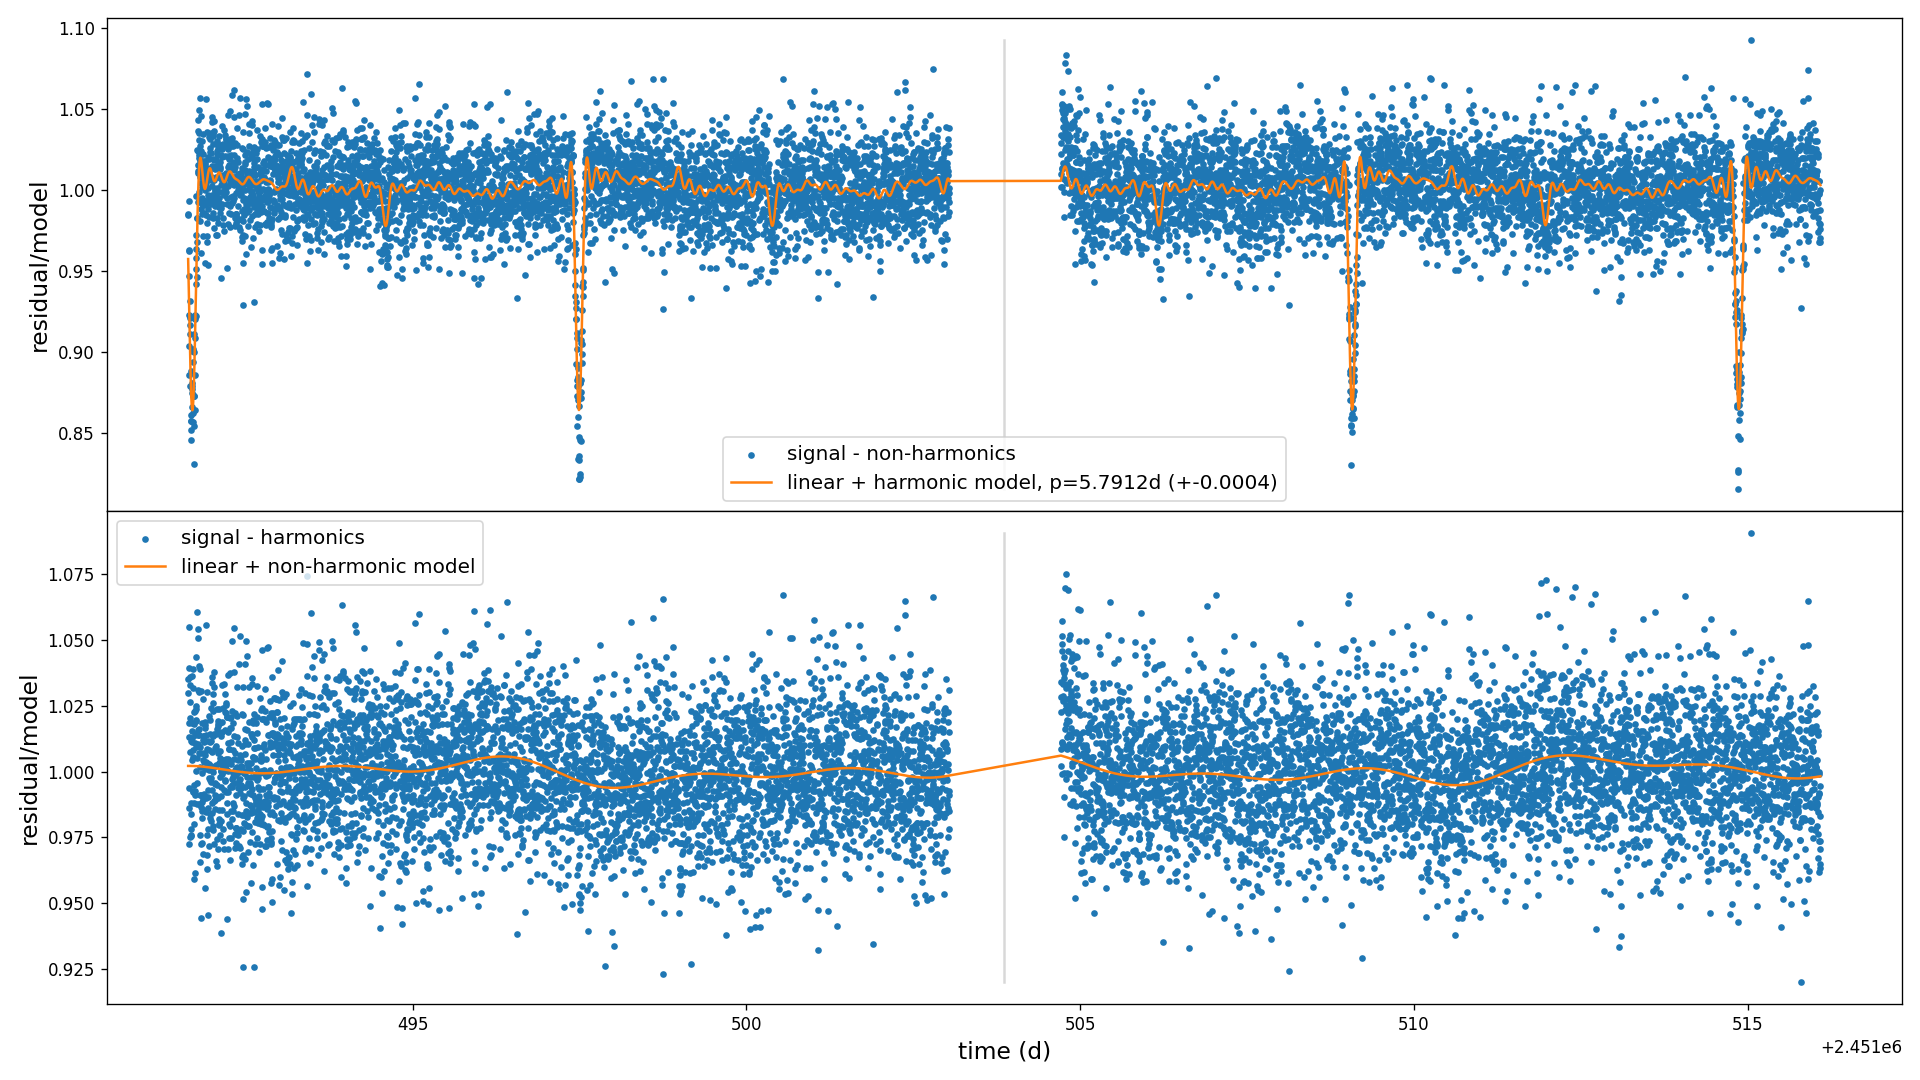 1.10
1.05
1.00
0.95
0.90
0.85
residual/model
signal - non-harmonics
linear + harmonic model, p=5.7912d (+-0.0004)
signal - harmonics
linear + non-harmonic model
1.075
1.050
1.025
1.000
0.975
0.950
0.925
residual/model
495 500 505 510 515
time (d)
+2.451e6